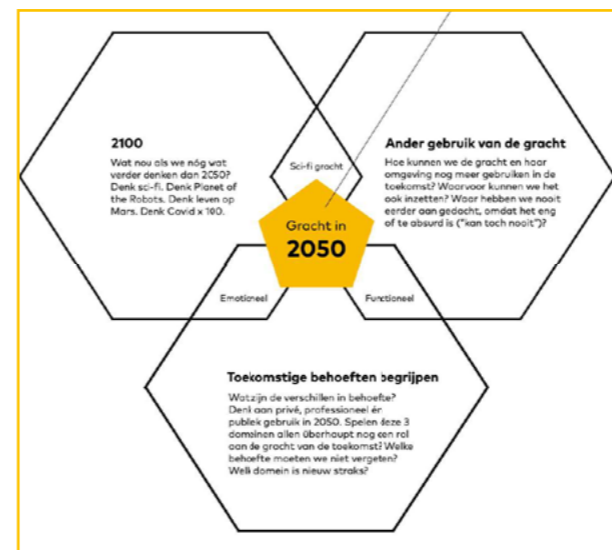 2100
Wat nou als we nóg wat
verder denken dan 2050?
Denk sci-fi. Denk Planet of
the Robots. Denk leven op
Mars. Denk Covid x 100.
Sci-fi gracht
Ander gebruik van de gracht
Hoe kunnen we de gracht en haar
omgeving nog meer gebruiken in de
toekomst? Waarvoor kunnen we het
ook inzetten? Waar hebben we nooit
eerder aan gedacht, omdat het eng
of te absurd is ("kan toch nooit")?
Gracht in
2050
Emotioneel
Functioneel
Toekomstige behoeften begrijpen
Wat zijn de verschillen in behoefte?
Denk aan privé, professioneel én
publiek gebruik in 2050. Spelen deze 3
domeinen allen überhaupt nog een rol
aan de gracht van de toekomst? Welke
behoefte moeten we niet vergeten?
Welk domein is nieuw straks?